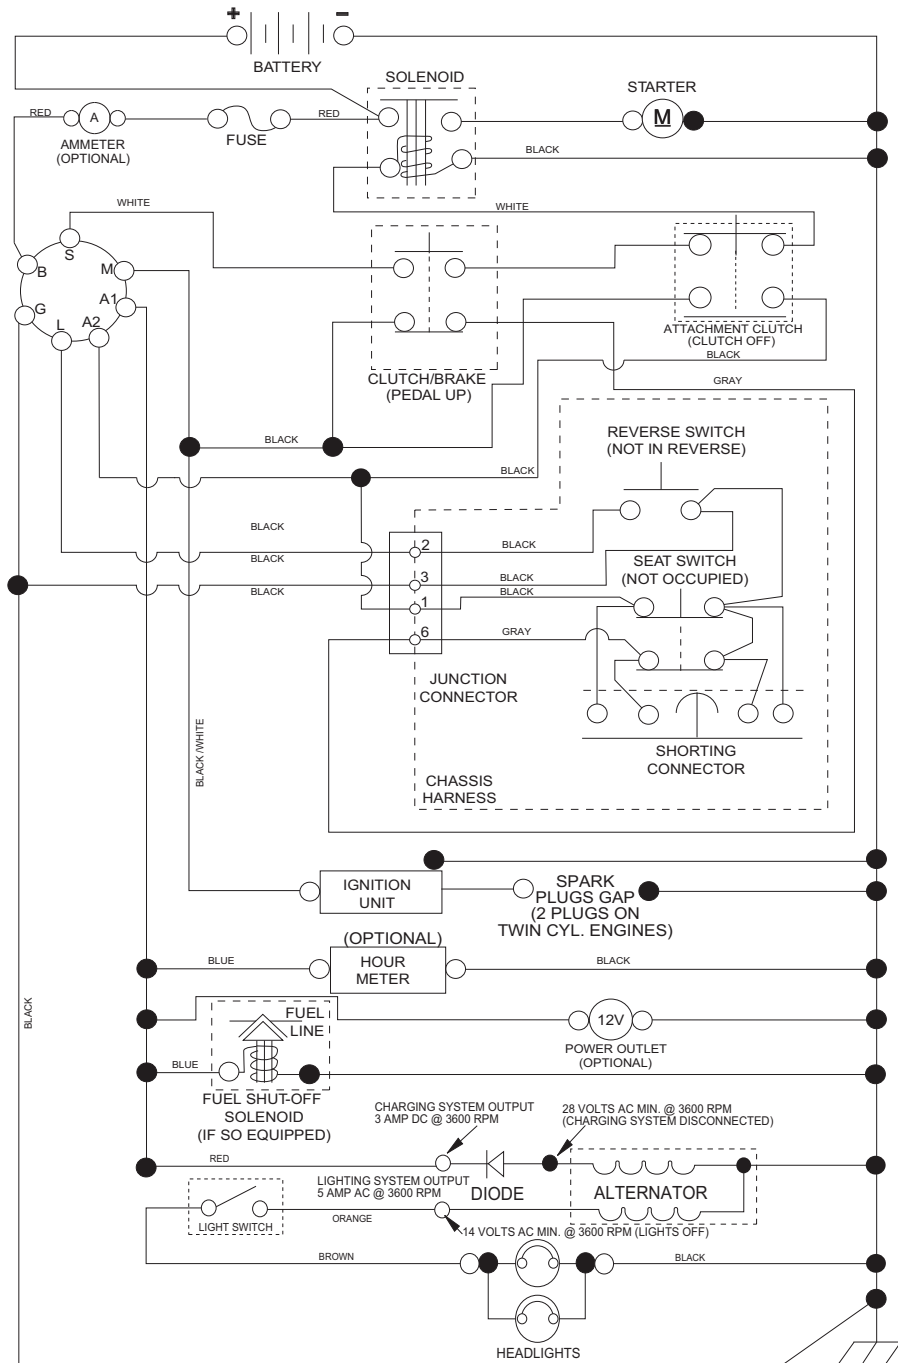 + −
BATTERY
SOLENOID
STARTER
RED
A
RED
M
FUSE
AMMETER
(OPTIONAL)
BLACK
WHITE
WHITE
S
B
M
A1
G
L
A2
ATTACHMENT CLUTCH
(CLUTCH OFF)
BLACK
CLUTCH/BRAKE
(PEDAL UP)
GRAY
REVERSE SWITCH
(NOT IN REVERSE)
BLACK
BLACK
BLACK
2
BLACK
BLACK
SEAT SWITCH
(NOT OCCUPIED)
3
BLACK
BLACK
BLACK
1
6
GRAY
JUNCTION
CONNECTOR
SHORTING
CONNECTOR
BLACK/WHITE
CHASSIS
HARNESS
IGNITION
UNIT
SPARK
PLUGS GAP
(2 PLUGS ON
TWIN CYL. ENGINES)
(OPTIONAL)
HOUR
METER
BLUE
BLACK
BLACK
FUEL
LINE
12V
POWER OUTLET
(OPTIONAL)
BLUE
FUEL SHUT-OFF
SOLENOID
(IF SO EQUIPPED)
CHARGING SYSTEM OUTPUT
3 AMP DC @ 3600 RPM
28 VOLTS AC MIN. @ 3600 RPM
(CHARGING SYSTEM DISCONNECTED)
RED
LIGHTING SYSTEM OUTPUT
5 AMP AC @ 3600 RPM
DIODE
ALTERNATOR
LIGHT SWITCH
ORANGE
14 VOLTS AC MIN. @ 3600 RPM (LIGHTS OFF)
BROWN
BLACK
HEADLIGHTS